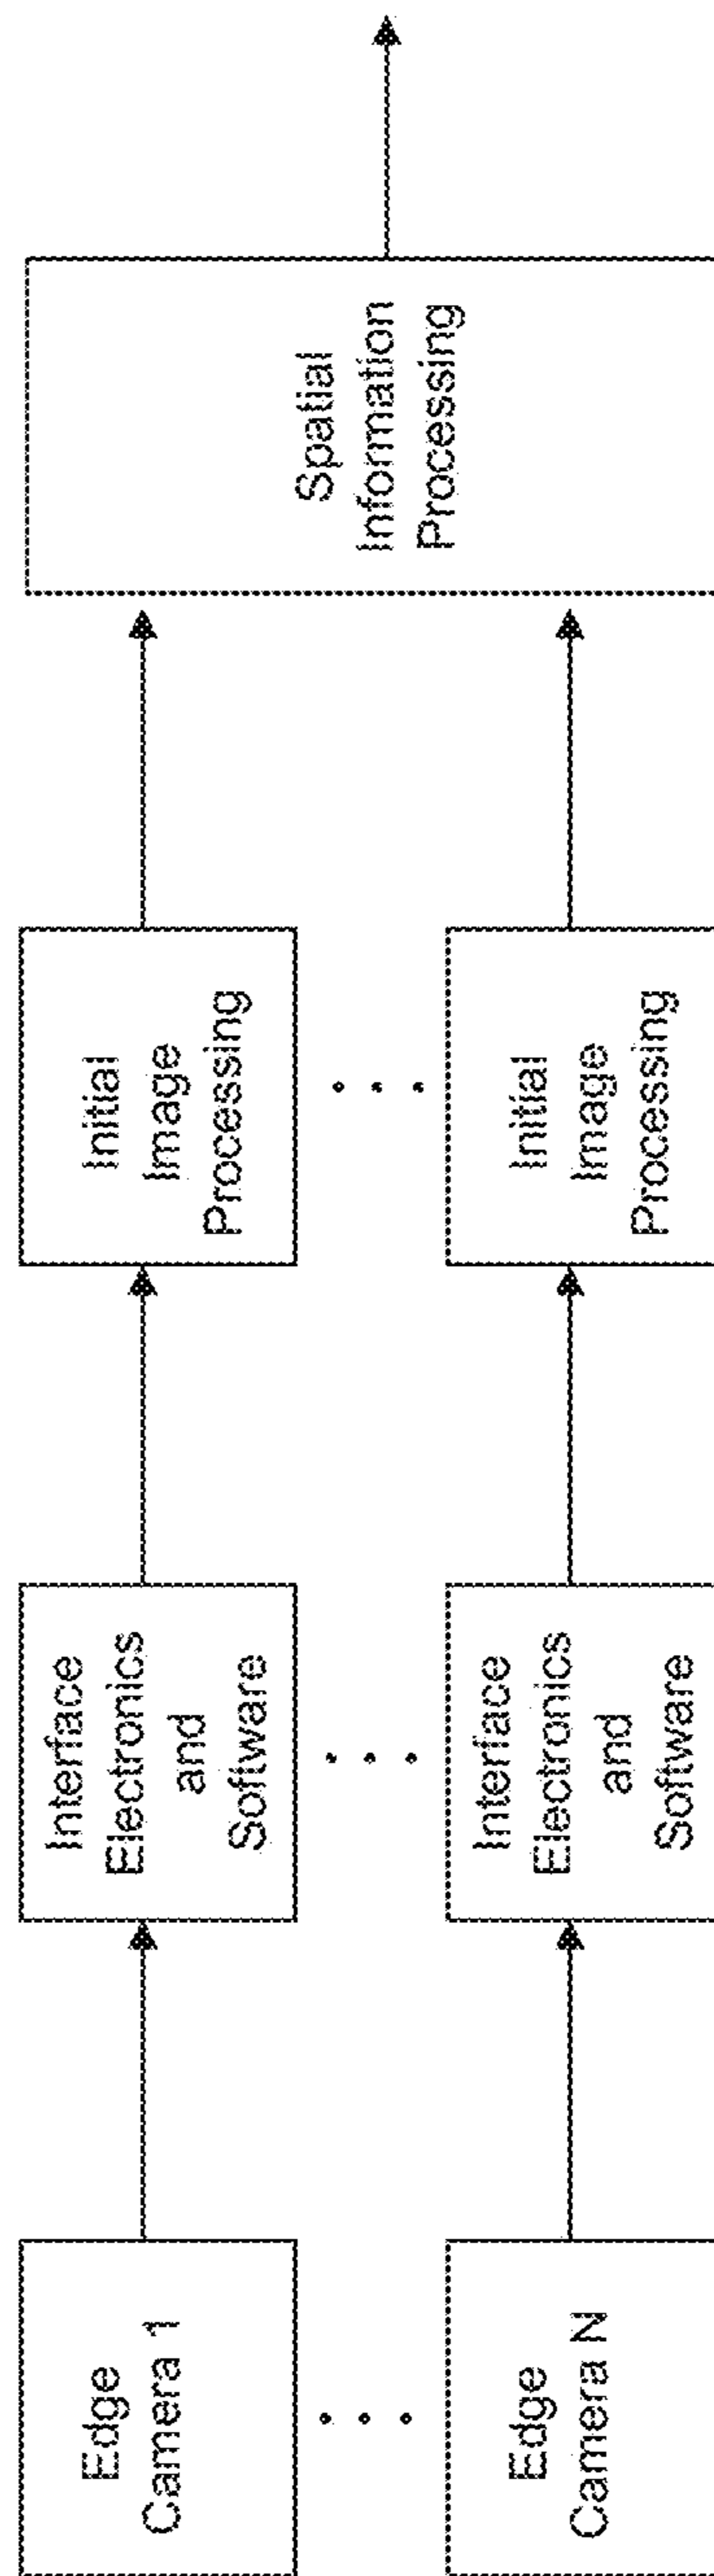 Edge
Camera 1
Interface
Electronics
and
Software
Initial
Image
Processing
Spatial
Information
Processing
Edge
Camera N
Interface
Electronics
and
Software
Initial
Image
Processing